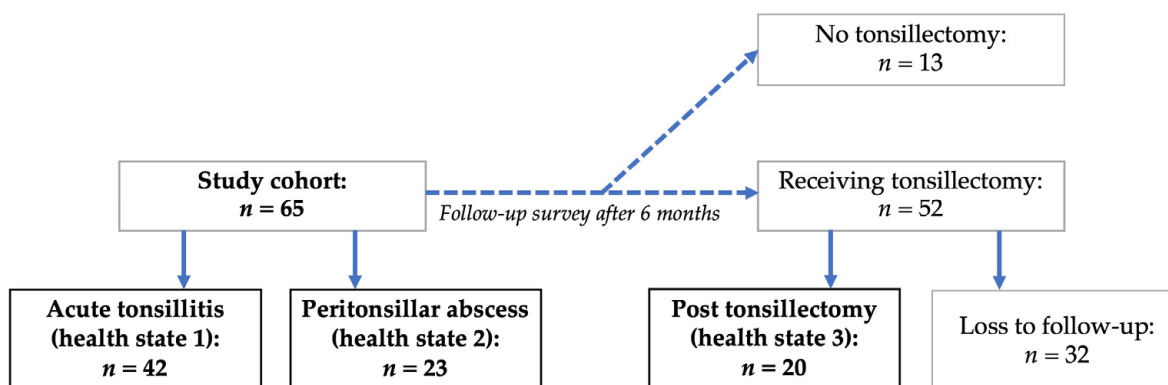 No tonsillectomy:
n = 13
Study cohort:
n = 65
Follow-up survey after 6 months
Receiving tonsillectomy:
n = 52
Acute tonsillitis
(health state 1):
n = 42
Peritonsillar abscess
(health state 2):
n = 23
Post tonsillectomy
(health state 3):
n = 20
Loss to follow-up:
n = 32